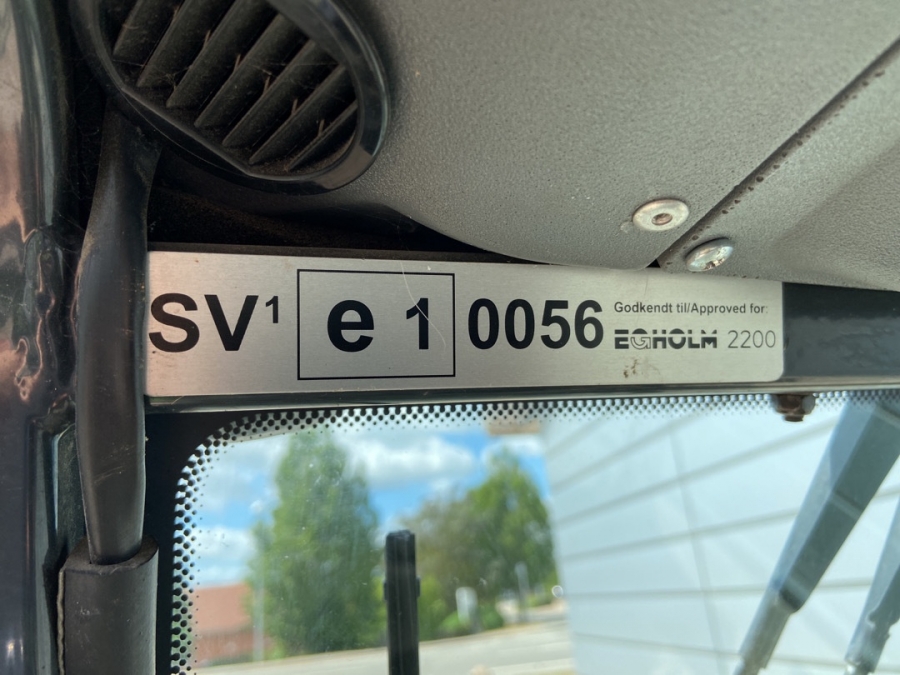 SV¹ e 1 0056
Godkendt til/Approved for:
EGHOLM 2200